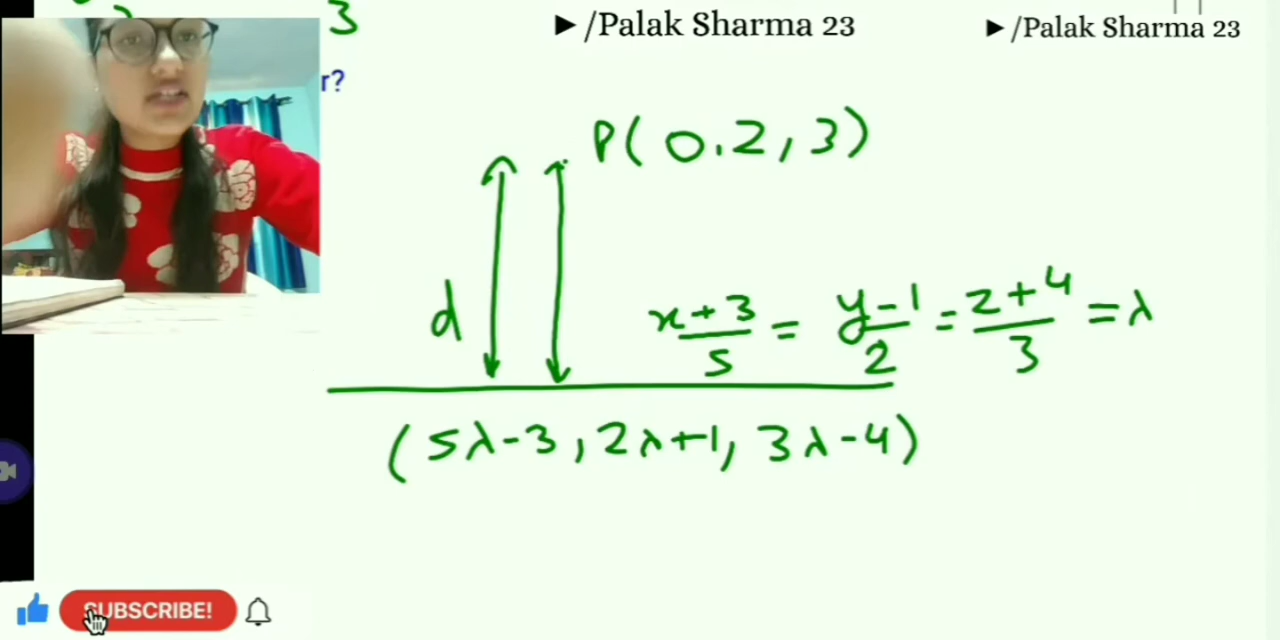 3
▶/Palak Sharma 23
▶/Palak Sharma 23
r?
P(0.2,3)
d
x+3/5 = y-1/2 = z+4/3 = λ
(5λ-3,2λ+1, 3λ-4)
SUBSCRIBE!